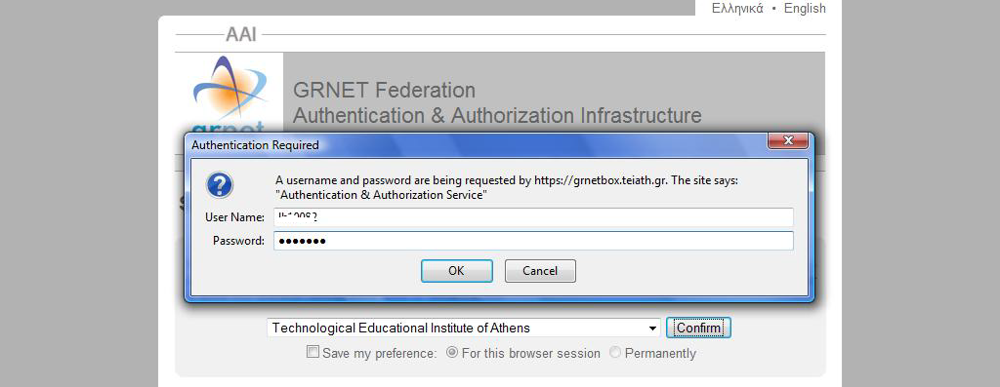 Ελληνικά • English
AAI
GRNET Federation
Authentication & Authorization Infrastructure
grnet
Authentication Required
A username and password are being requested by https://grnetbox.teiath.gr. The site says:
"Authentication & Authorization Service"
User Name:
Password: •••••••
OK Cancel
Technological Educational Institute of Athens Confirm
Save my preference: For this browser session Permanently